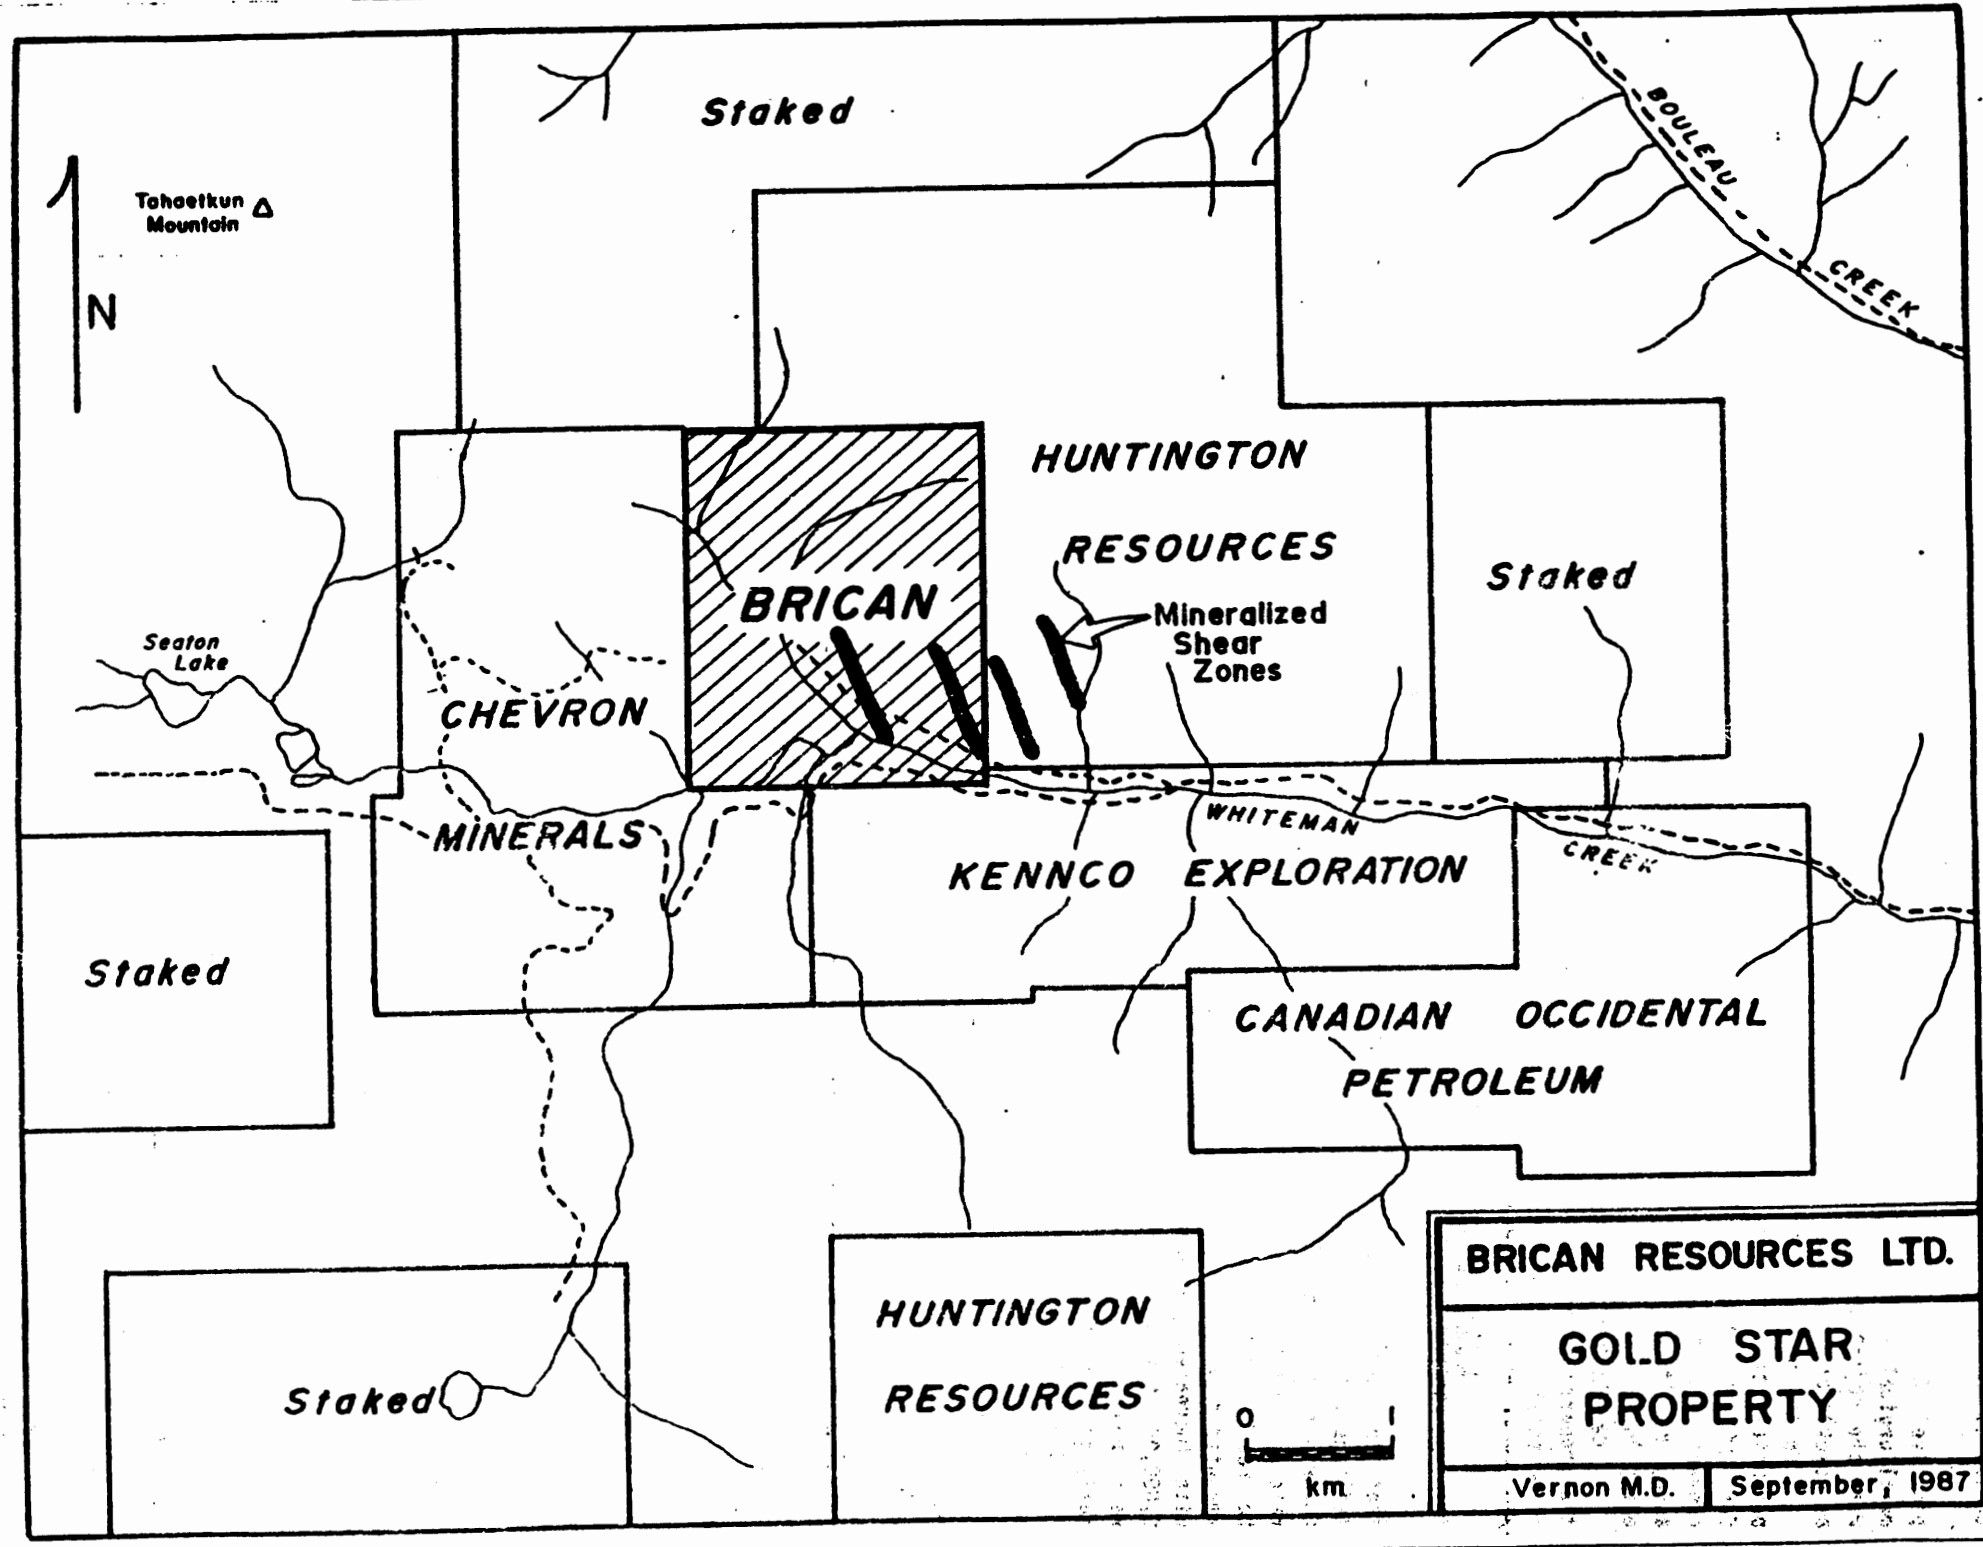 Staked
BOULEAU
CREEK
Tahaetkun
Mountain
N
HUNTINGTON
RESOURCES
Staked
BRICAN
Mineralized
Shear
Zones
Seaton
Lake
CHEVRON
MINERALS
WHITEMAN
CREEK
KENNCO EXPLORATION
Staked
CANADIAN OCCIDENTAL
PETROLEUM
HUNTINGTON
RESOURCES
Staked
0 1
km
BRICAN RESOURCES LTD.
GOLD STAR
PROPERTY
Vernon M.D.
September, 1987